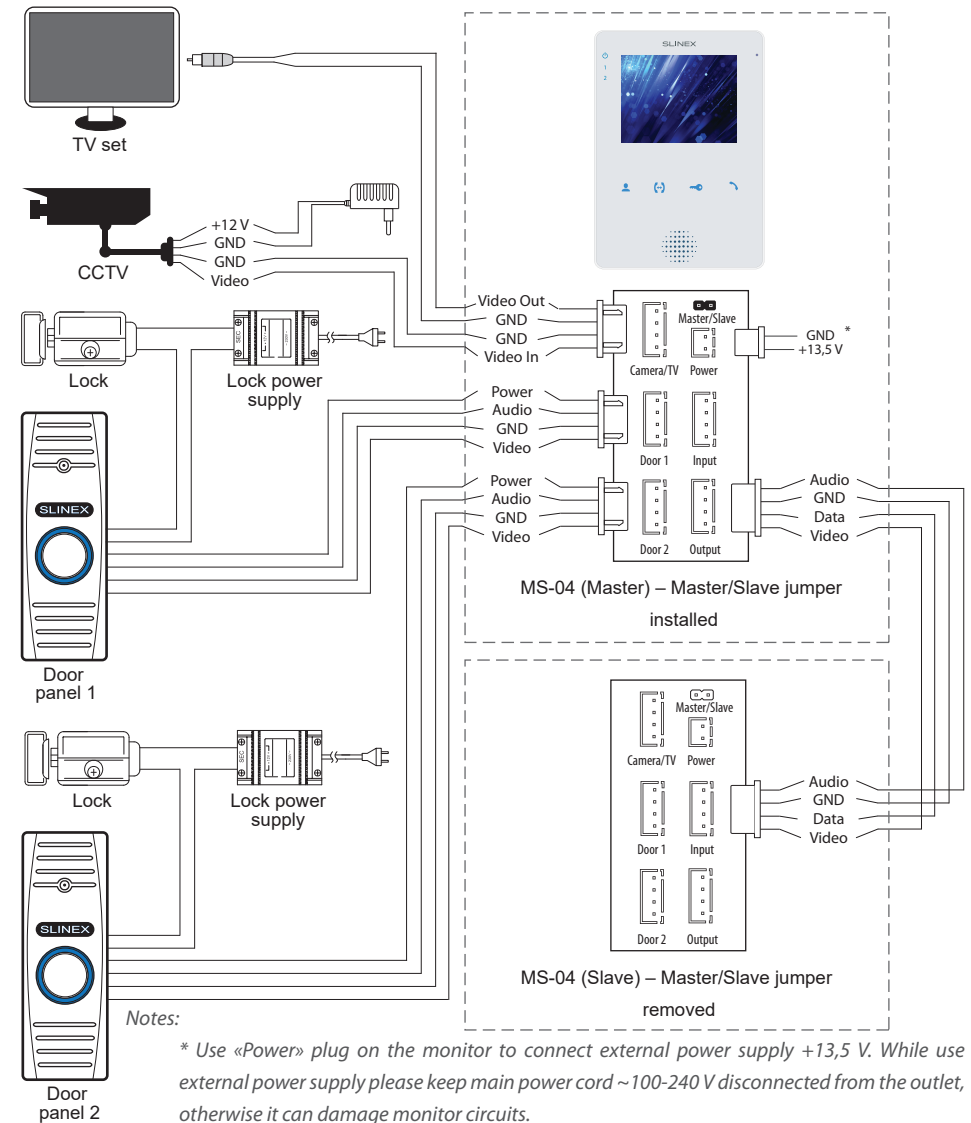 SLINEX
1
2
TV set
+12 V
GND
GND
Video
CCTV
Lock
SEC
Lock power
supply
Video Out
GND
GND
Video In
Master/Slave
Camera/TV Power
GND *
+13,5 V
Power
Audio
GND
Video
Door 1 Input
Power
Audio
GND
Video
Door 2 Output
Audio
GND
Data
Video
SLINEX
Door
panel 1
MS-04 (Master) – Master/Slave jumper
installed
Lock
SEC
Lock power
supply
Master/Slave
Camera/TV Power
Door 1 Input
Door 2 Output
Audio
GND
Data
Video
MS-04 (Slave) – Master/Slave jumper
removed
SLINEX
Door
panel 2
Notes:
* Use «Power» plug on the monitor to connect external power supply +13,5 V. While use
external power supply please keep main power cord ~100-240 V disconnected from the outlet,
otherwise it can damage monitor circuits.